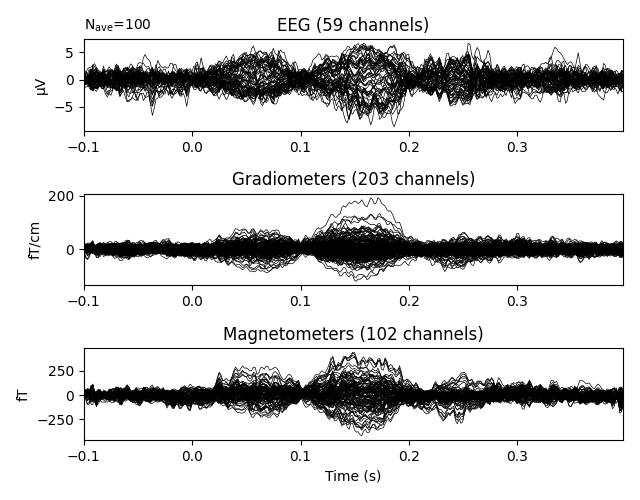 N_ave=100
EEG (59 channels)
5
0
−5
µV
−0.1 0.0 0.1 0.2 0.3
Gradiometers (203 channels)
200
0
fT/cm
−0.1 0.0 0.1 0.2 0.3
Magnetometers (102 channels)
250
0
−250
fT
−0.1 0.0 0.1 0.2 0.3
Time (s)